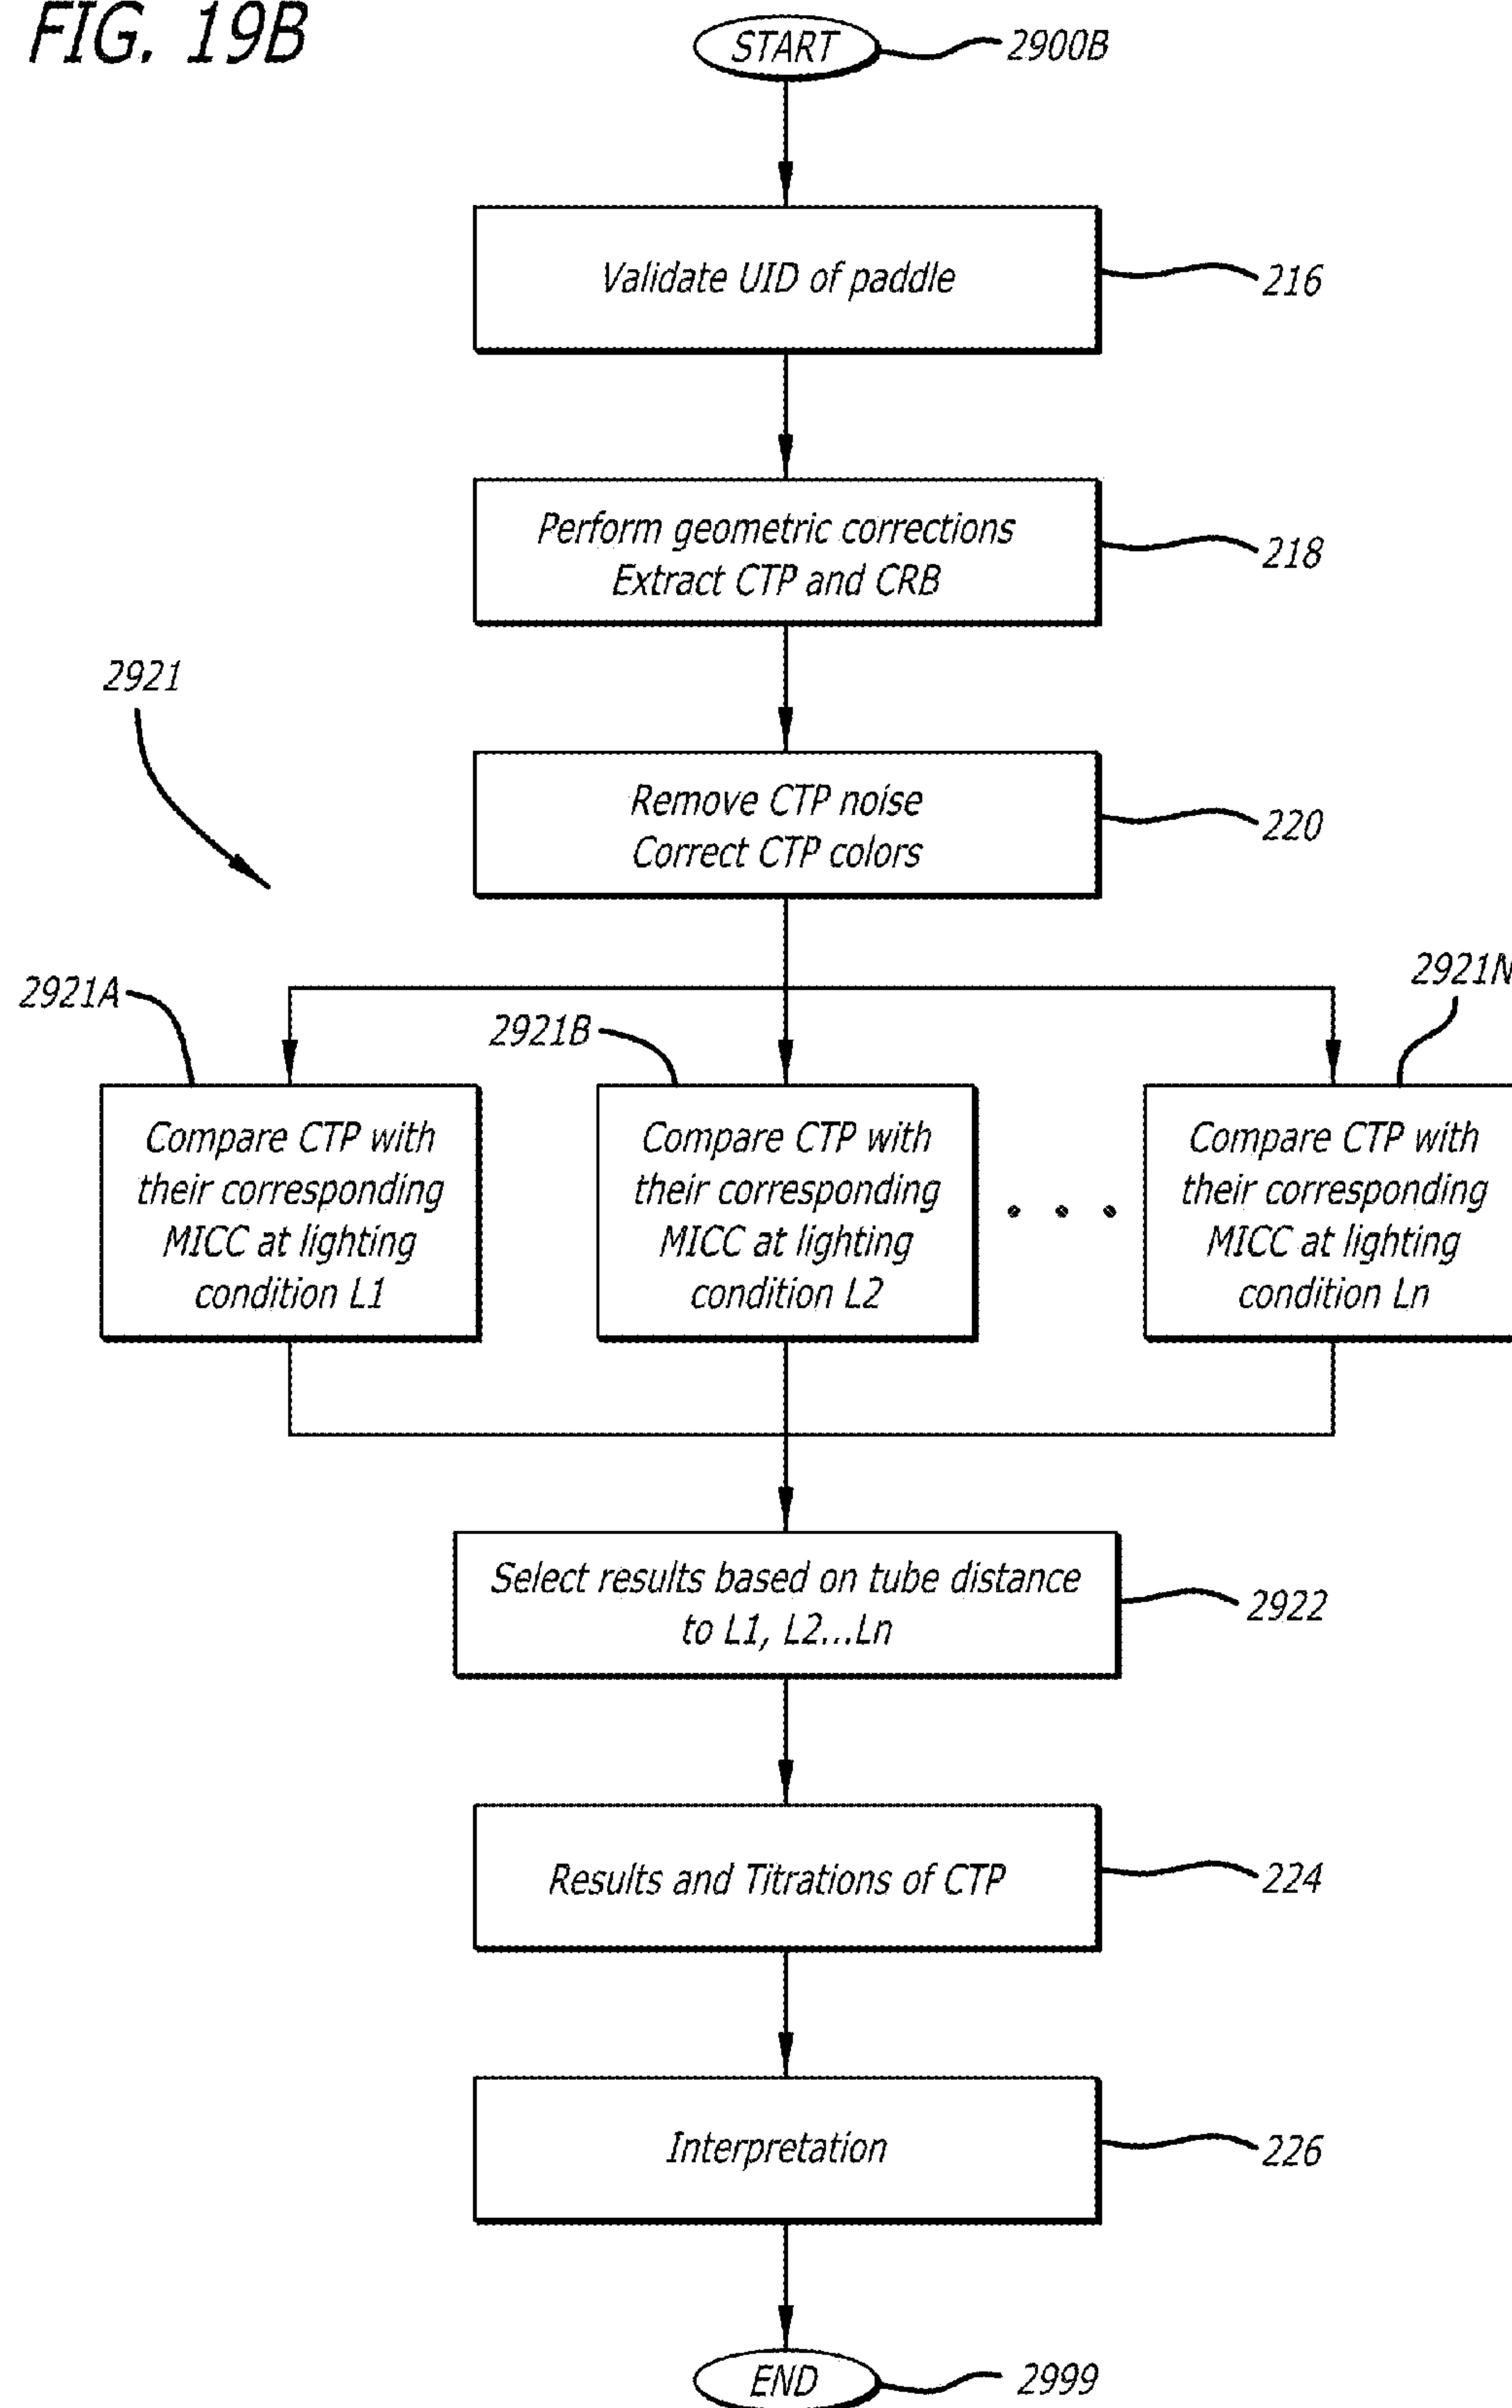 FIG. 19B
START
2900B
Validate UID of paddle
216
Perform geometric corrections
Extract CTP and CRB
218
2921
Remove CTP noise
Correct CTP colors
220
2921A
2921B
2921N
Compare CTP with
their corresponding
MICC at lighting
condition L1
Compare CTP with
their corresponding
MICC at lighting
condition L2
. . .
Compare CTP with
their corresponding
MICC at lighting
condition Ln
Select results based on tube distance
to L1, L2...Ln
2922
Results and Titrations of CTP
224
Interpretation
226
END
2999